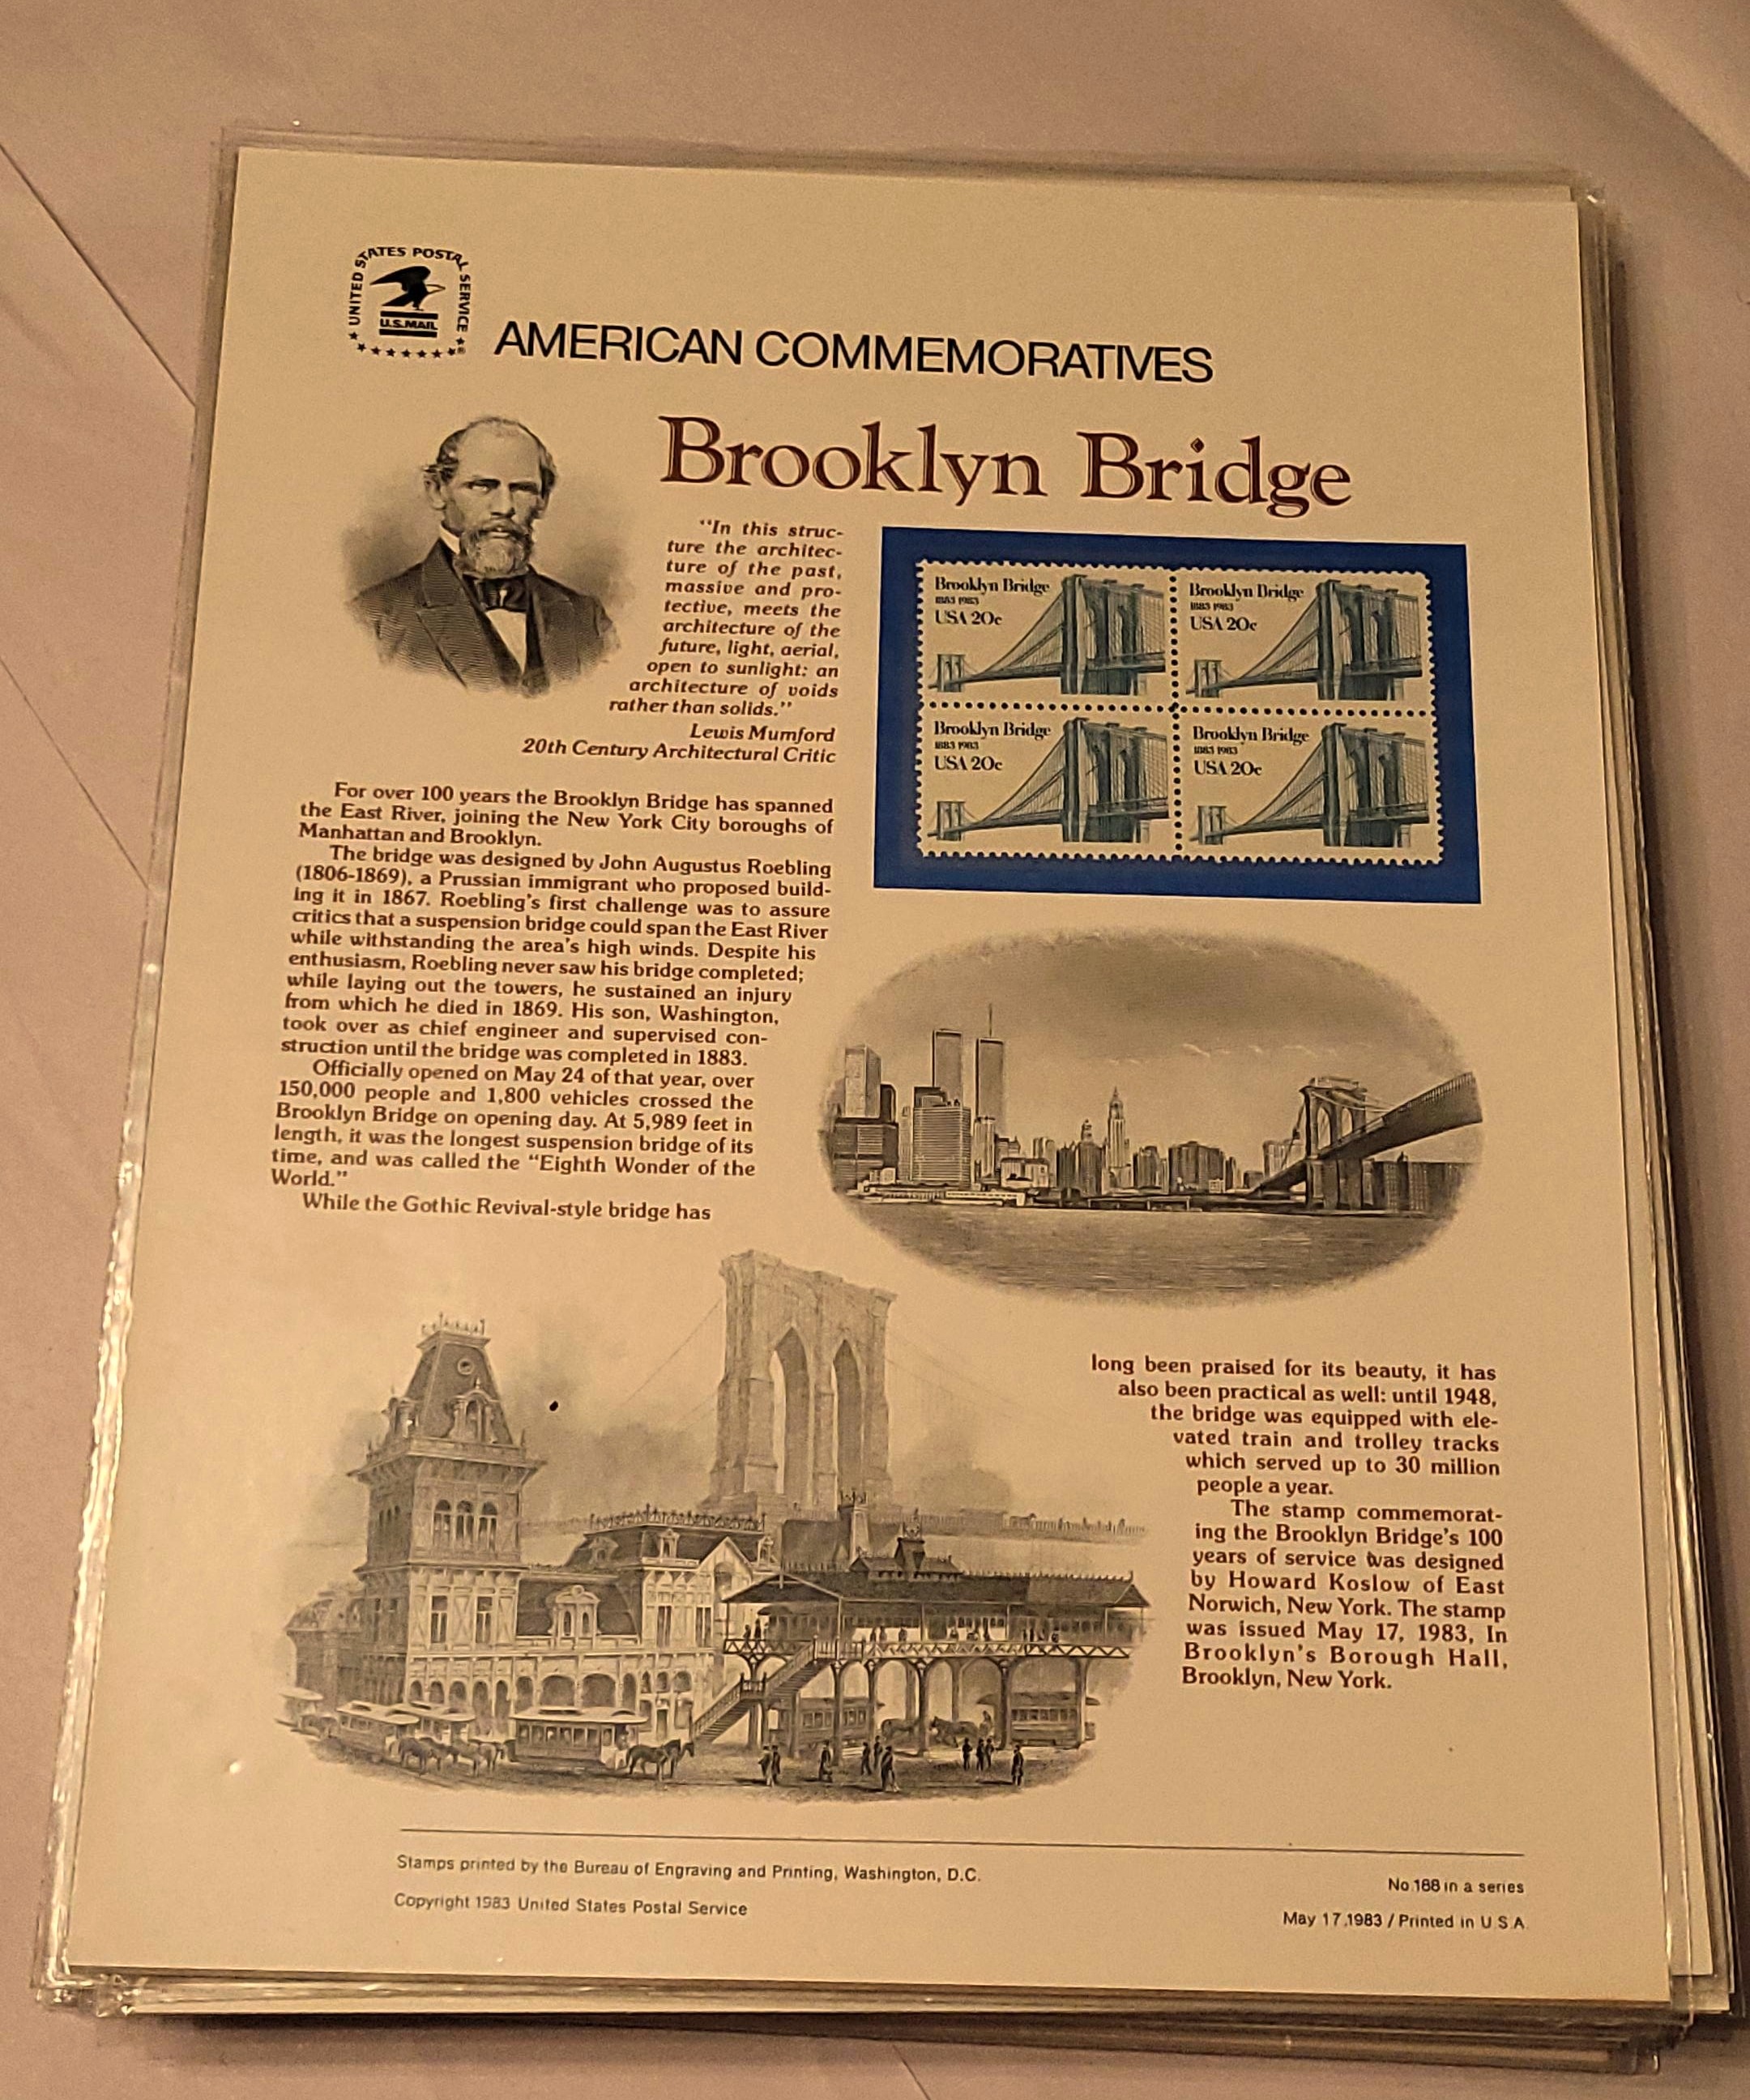 UNITED STATES POSTAL SERVICE
U.S.MAIL
AMERICAN COMMEMORATIVES
Brooklyn Bridge
"In this struc-
ture the architec-
ture of the past,
massive and pro-
tective, meets the
architecture of the
future, light, aerial,
open to sunlight: an
architecture of voids
rather than solids."
Lewis Mumford
20th Century Architectural Critic
Brooklyn Bridge
1883 1983
USA 20c
Brooklyn Bridge
1883 1983
USA 20c
Brooklyn Bridge
1883 1983
USA 20c
Brooklyn Bridge
1883 1983
USA 20c
For over 100 years the Brooklyn Bridge has spanned
the East River, joining the New York City boroughs of
Manhattan and Brooklyn.
The bridge was designed by John Augustus Roebling
(1806-1869), a Prussian immigrant who proposed build-
ing it in 1867. Roebling's first challenge was to assure
critics that a suspension bridge could span the East River
while withstanding the area's high winds. Despite his
enthusiasm, Roebling never saw his bridge completed;
while laying out the towers, he sustained an injury
from which he died in 1869. His son, Washington,
took over as chief engineer and supervised con-
struction until the bridge was completed in 1883.
Officially opened on May 24 of that year, over
150,000 people and 1,800 vehicles crossed the
Brooklyn Bridge on opening day. At 5,989 feet in
length, it was the longest suspension bridge of its
time, and was called the "Eighth Wonder of the
World."
While the Gothic Revival-style bridge has
long been praised for its beauty, it has
also been practical as well: until 1948,
the bridge was equipped with ele-
vated train and trolley tracks
which served up to 30 million
people a year.
The stamp commemorat-
ing the Brooklyn Bridge's 100
years of service was designed
by Howard Koslow of East
Norwich, New York. The stamp
was issued May 17, 1983, In
Brooklyn's Borough Hall,
Brooklyn, New York.
Stamps printed by the Bureau of Engraving and Printing, Washington, D.C.
Copyright 1983 United States Postal Service
No.188 in a series
May 17,1983 / Printed in U.S.A.